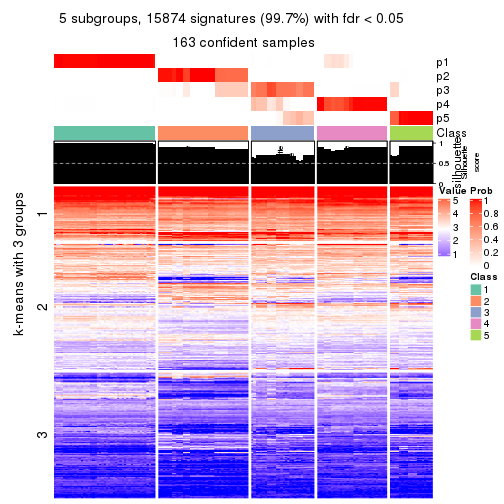 5 subgroups, 15874 signatures (99.7%) with fdr < 0.05
163 confident samples
p1
p2
p3
p4
p5
Class
1
0.5
0
silhouette
Silhouette
score
k-means with 3 groups
1
2
3
Value
5
4
3
2
1
Prob
1
0.8
0.6
0.4
0.2
0
Class
1
2
3
4
5